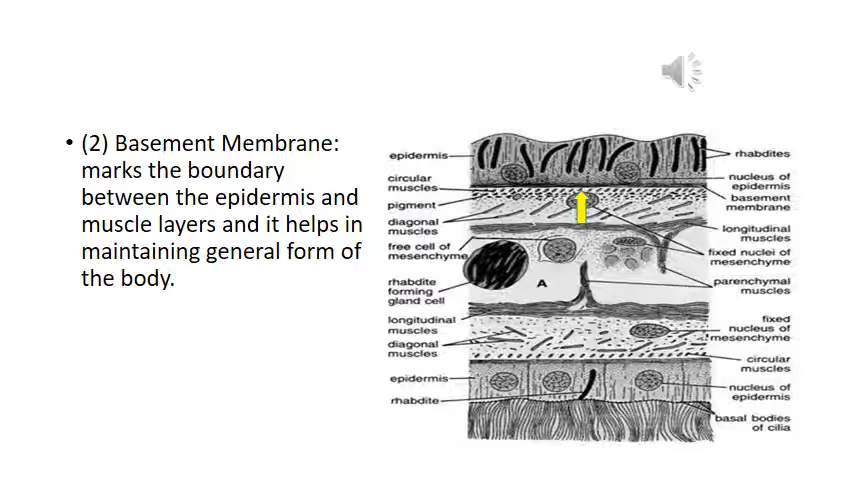 • (2) Basement Membrane:
marks the boundary
between the epidermis and
muscle layers and it helps in
maintaining general form of
the body.
epidermis
circular
muscles
pigment
diagonal
muscles
free cell of
mesenchyme
rhabdite
forming
gland cell
longitudinal
muscles
diagonal
muscles
epidermis
rhabdite
A
rhabdites
nucleus of
epidermis
basement
membrane
longitudinal
muscles
fixed nuclei of
mesenchyme
parenchymal
muscles
fixed
nucleus of
mesenchyme
circular
muscles
nucleus of
epidermis
basal bodies
of cilia